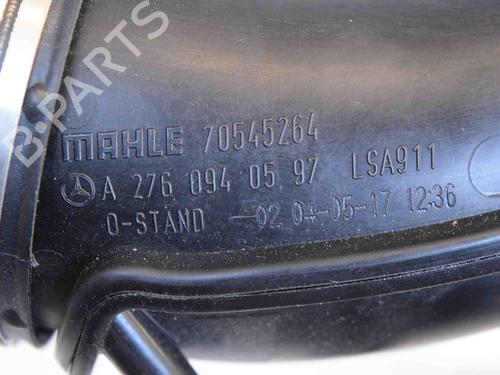 MAHLE 70545264
A 276 094 05 97 LSA911
0-STAND -02 04-05-17 12:36
B-PARTS